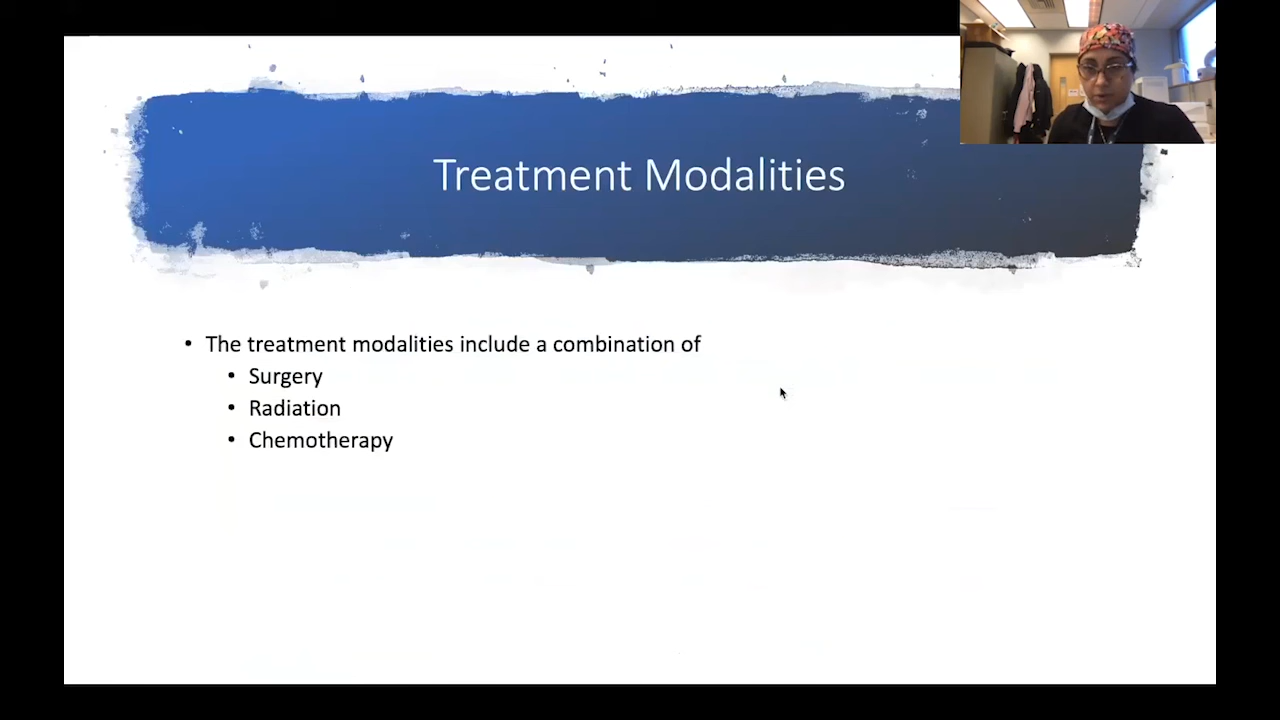 Treatment Modalities
• The treatment modalities include a combination of
• Surgery
• Radiation
• Chemotherapy